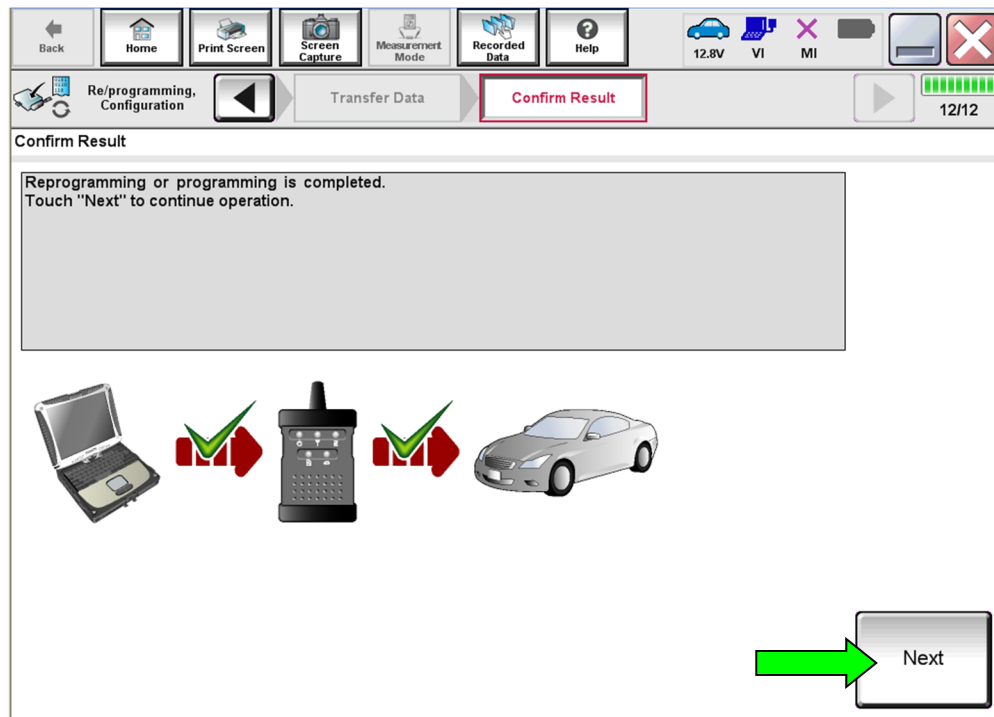 Back
Home
Print Screen
Screen
Capture
Measurement
Mode
Recorded
Data
Help
12.8V
VI
MI
Re/programming,
Configuration
Transfer Data
Confirm Result
12/12
Confirm Result
Reprogramming or programming is completed.
Touch "Next" to continue operation.
Next